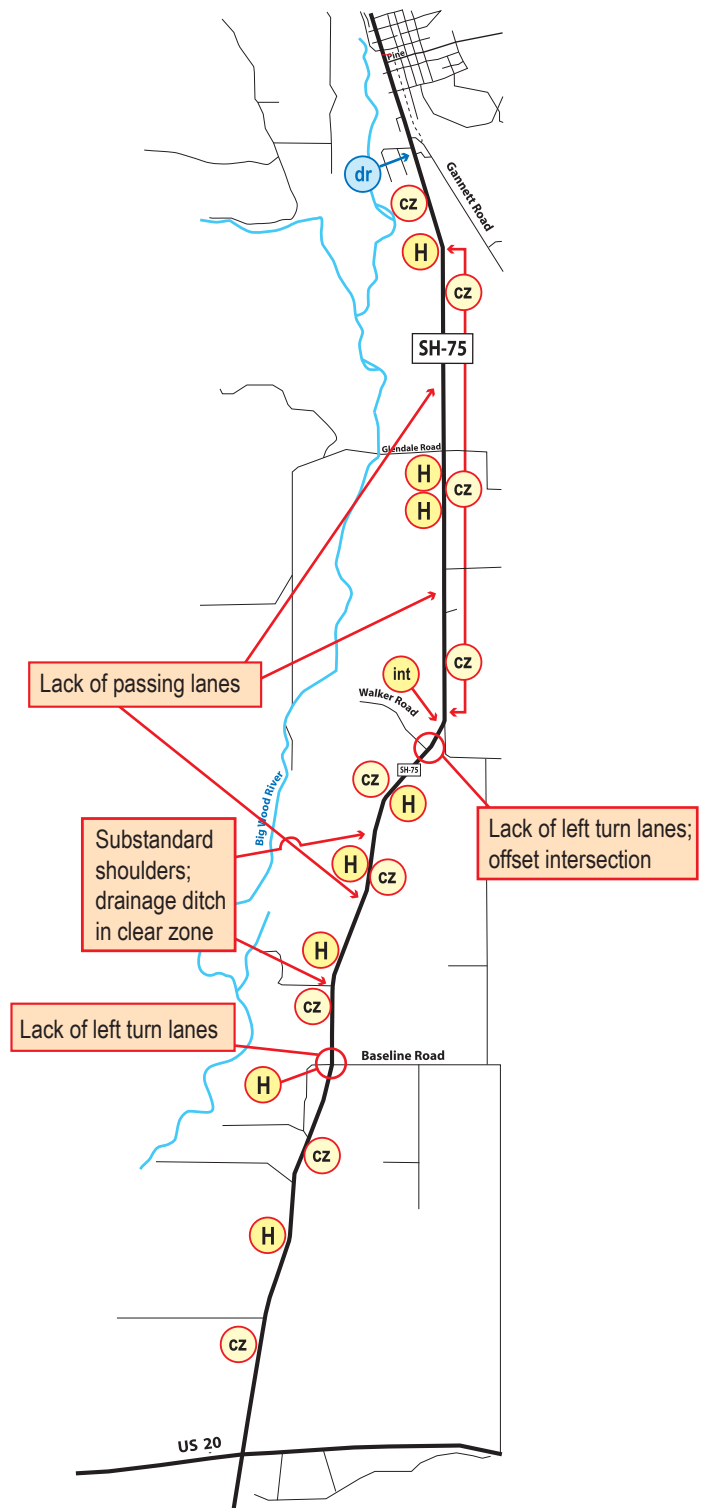 Pine
dr
Gannett Road
cz
H
cz
SH-75
Glendale Road
H
cz
H
cz
int
Lack of passing lanes
Walker Road
SH-75
cz
H
Big Wood River
Lack of left turn lanes;
offset intersection
Substandard
shoulders;
drainage ditch
in clear zone
H
cz
H
cz
Lack of left turn lanes
Baseline Road
H
cz
H
cz
US 20